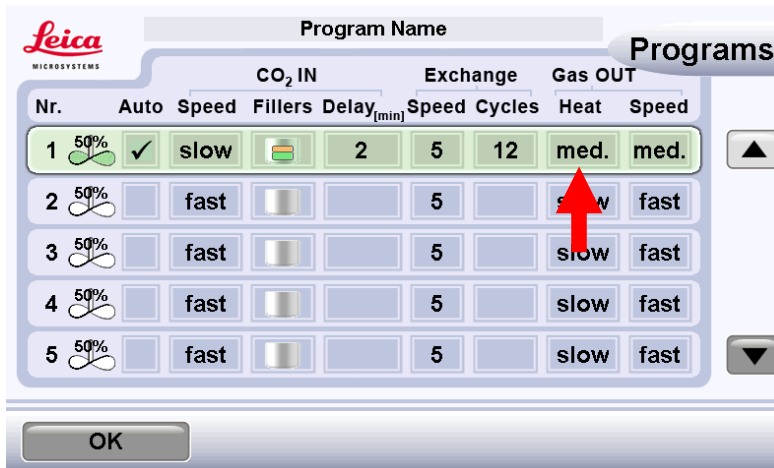 Leica
MICROSYSTEMS
Program Name
Programs
CO₂ IN Exchange Gas OUT
Nr. Auto Speed Fillers Delay[min] Speed Cycles Heat Speed
1 50% ✓ slow 2 5 12 med. med.
2 50% fast 5 slow fast
3 50% fast 5 slow fast
4 50% fast 5 slow fast
5 50% fast 5 slow fast
OK